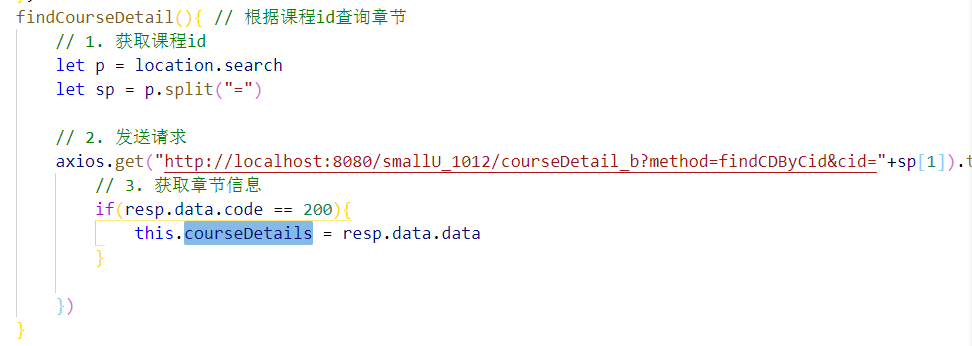 findCourseDetail(){ // 根据课程id查询章节
// 1. 获取课程id
let p = location.search
let sp = p.split("=")
// 2. 发送请求
axios.get("http://localhost:8080/smallU_1012/courseDetail_b?method=findCDByCid&cid="+sp[1]).t
// 3. 获取章节信息
if(resp.data.code == 200){
this.courseDetails = resp.data.data
}
})
}